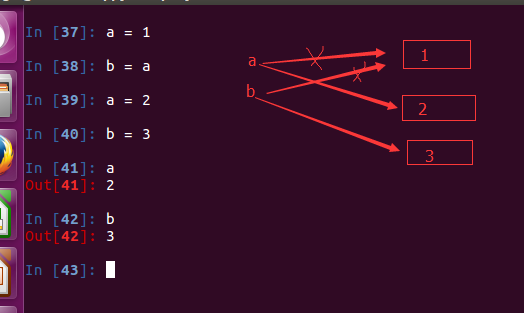 In [37]: a = 1
In [38]: b = a
In [39]: a = 2
In [40]: b = 3
In [41]: a
Out[41]: 2
In [42]: b
Out[42]: 3
In [43]:
a
b
1
2
3